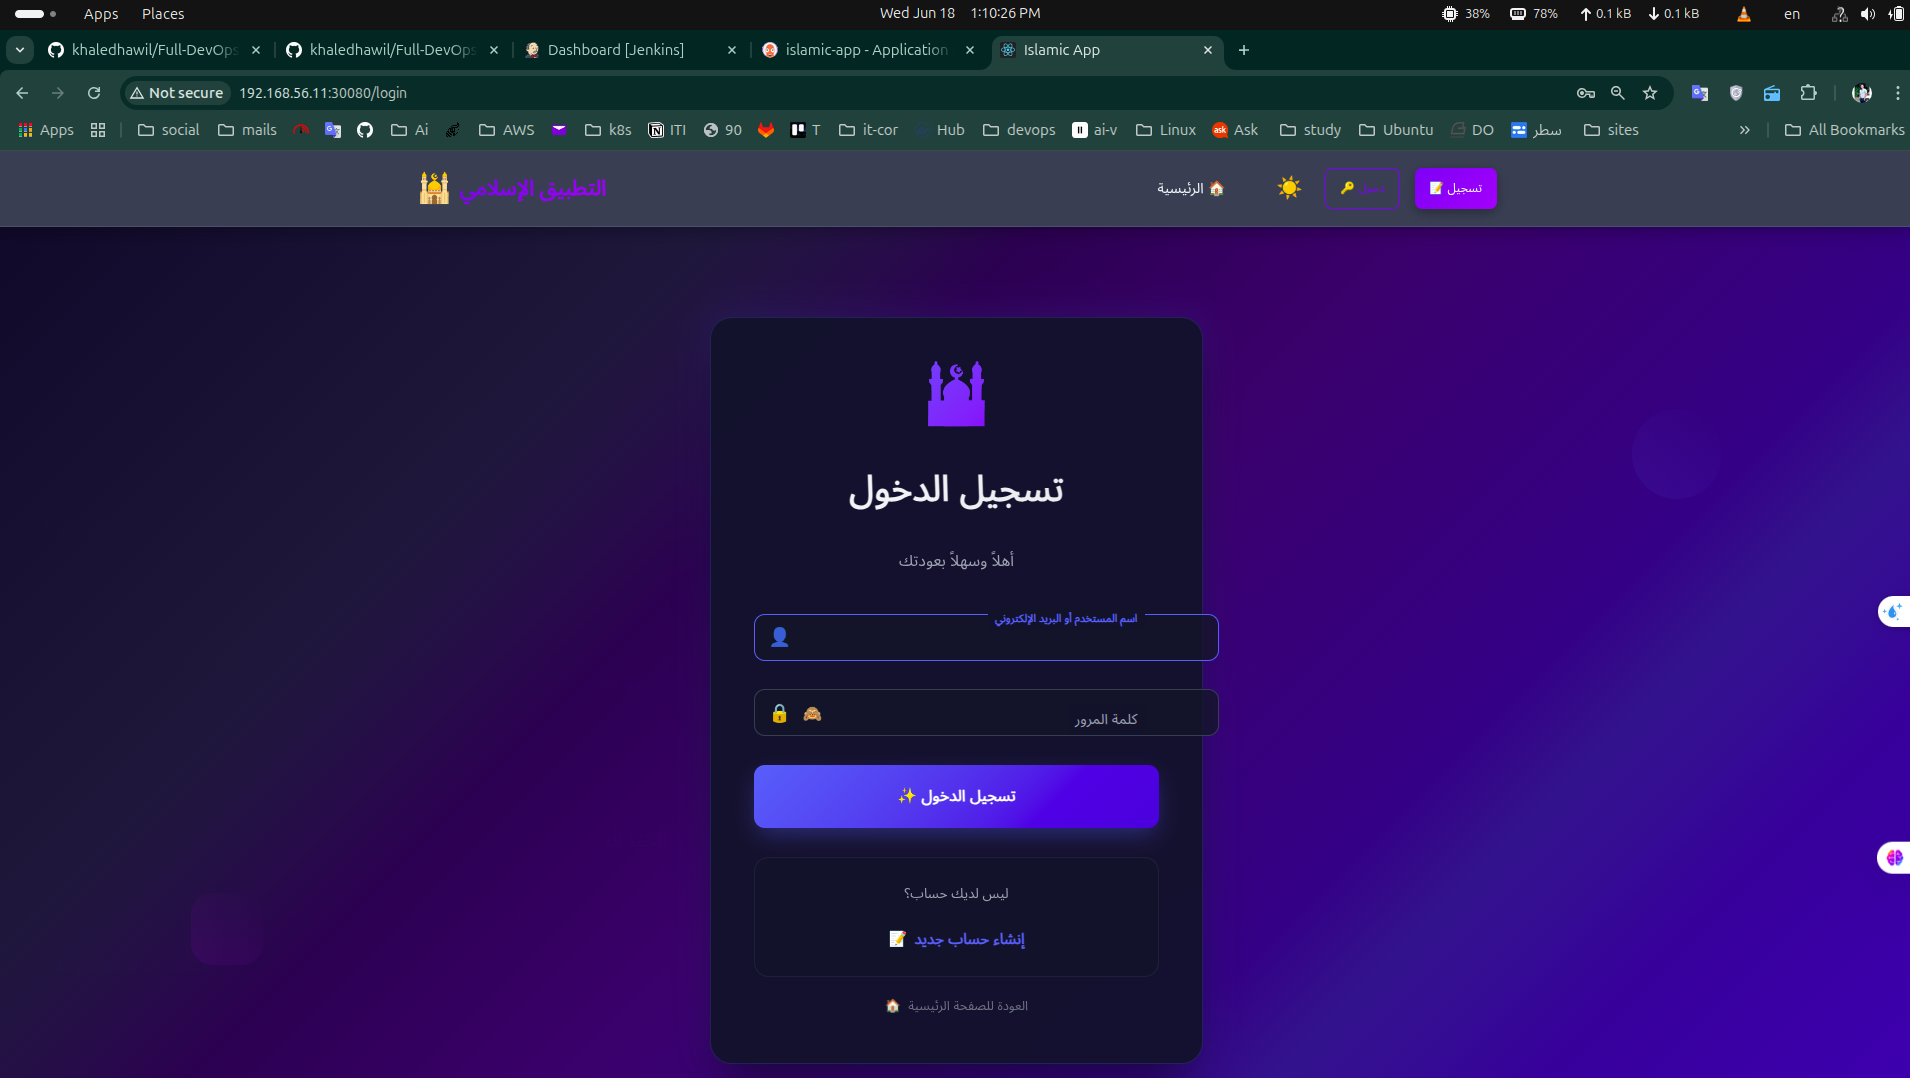 Apps Places
Wed Jun 18 1:10:26 PM
38% 78% 0.1 kB 0.1 kB en
khaledhawil/Full-DevOps
khaledhawil/Full-DevOps
Dashboard [Jenkins]
islamic-app - Application
Islamic App
Not secure
192.168.56.11:30080/login
Apps social mails Ai AWS k8s ITI 90 T it-cor Hub devops ai-v Linux Ask study Ubuntu DO سطر sites All Bookmarks
التطبيق الإسلامي
الرئيسية
تسجيل
تسجيل الدخول
أهلاً وسهلاً بعودتك
اسم المستخدم أو البريد الإلكتروني
كلمة المرور
تسجيل الدخول
ليس لديك حساب؟
إنشاء حساب جديد
العودة للصفحة الرئيسية